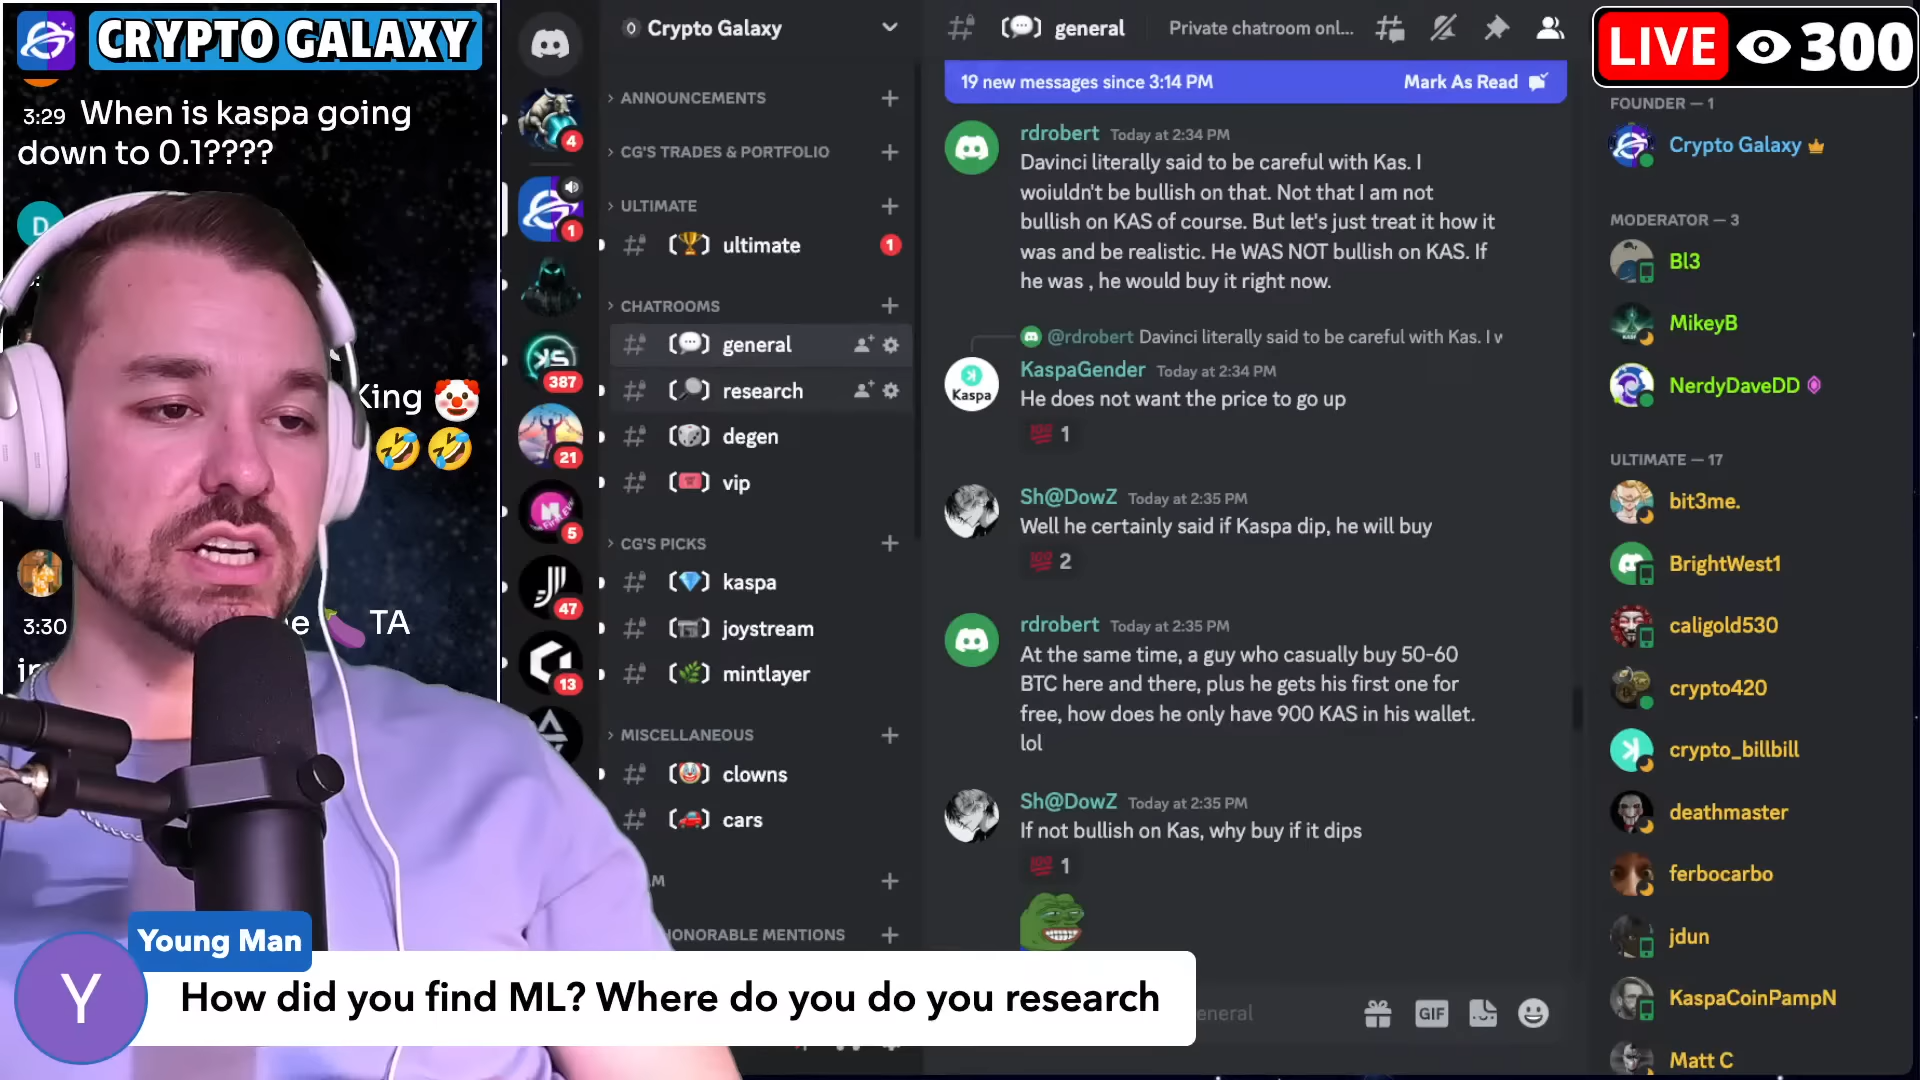 CRYPTO GALAXY
3:29 When is kaspa going
down to 0.1????
D
King 🤡
🤣 🤣
3:30
🍆 TA
4
1
387
21
5
47
13
Crypto Galaxy
ANNOUNCEMENTS
CG'S TRADES & PORTFOLIO
ULTIMATE
ultimate 1
CHATROOMS
general
research
degen
vip
CG'S PICKS
kaspa
joystream
mintlayer
MISCELLANEOUS
clowns
cars
HONORABLE MENTIONS
general
Private chatroom onl...
19 new messages since 3:14 PM Mark As Read
rdrobert Today at 2:34 PM
Davinci literally said to be careful with Kas. I
woiuldn't be bullish on that. Not that I am not
bullish on KAS of course. But let's just treat it how it
was and be realistic. He WAS NOT bullish on KAS. If
he was , he would buy it right now.
@rdrobert Davinci literally said to be careful with Kas. I w
Kaspa
KaspaGender Today at 2:34 PM
He does not want the price to go up
💯 1
Sh@DowZ Today at 2:35 PM
Well he certainly said if Kaspa dip, he will buy
💯 2
rdrobert Today at 2:35 PM
At the same time, a guy who casually buy 50-60
BTC here and there, plus he gets his first one for
free, how does he only have 900 KAS in his wallet.
lol
Sh@DowZ Today at 2:35 PM
If not bullish on Kas, why buy if it dips
💯 1
GIF
LIVE 300
FOUNDER — 1
Crypto Galaxy
MODERATOR — 3
Bl3
MikeyB
NerdyDaveDD
ULTIMATE — 17
bit3me.
BrightWest1
caligold530
crypto420
crypto_billbill
deathmaster
ferbocarbo
jdun
KaspaCoinPampN
Matt C
Young Man
Y
How did you find ML? Where do you do you research